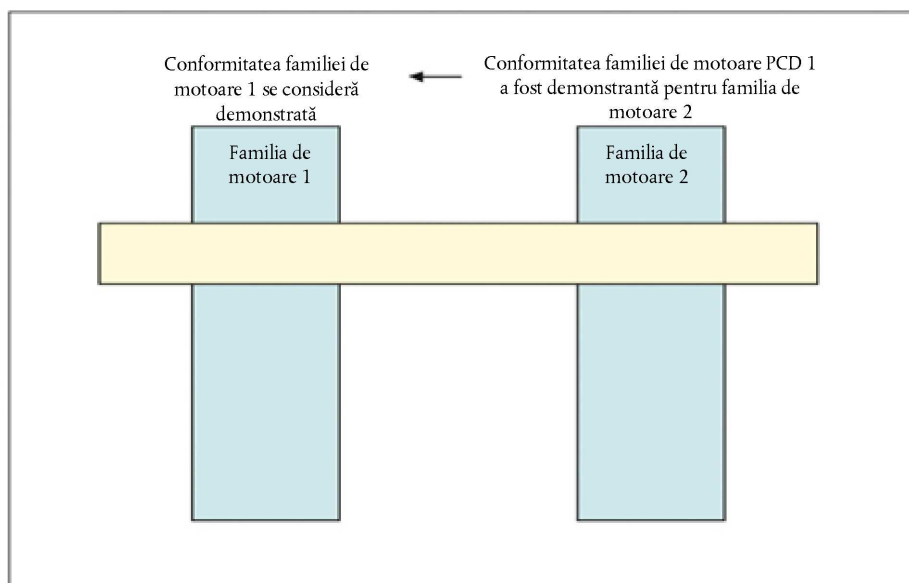 Conformitatea familiei de
motoare 1 se consideră
demonstrată
Conformitatea familiei de motoare PCD 1
a fost demonstrantă pentru familia de
motoare 2
Familia de
motoare 1
Familia de
motoare 2